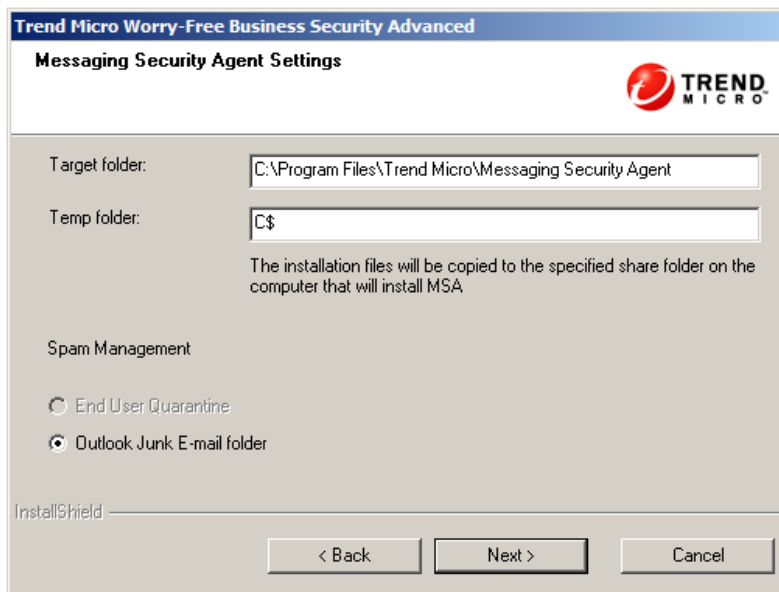 Trend Micro Worry-Free Business Security Advanced
Messaging Security Agent Settings
TREND
MICRO™
Target folder:
C:\Program Files\Trend Micro\Messaging Security Agent
Temp folder:
C$
The installation files will be copied to the specified share folder on the
computer that will install MSA
Spam Management
End User Quarantine
Outlook Junk E-mail folder
InstallShield
< Back
Next >
Cancel